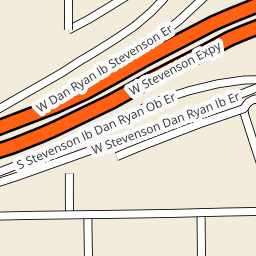 W Dan Ryan Ib Stevenson Er
W Stevenson Expy
S Stevenson Ib Dan Ryan Ob Er
W Stevenson Dan Ryan Ib Er